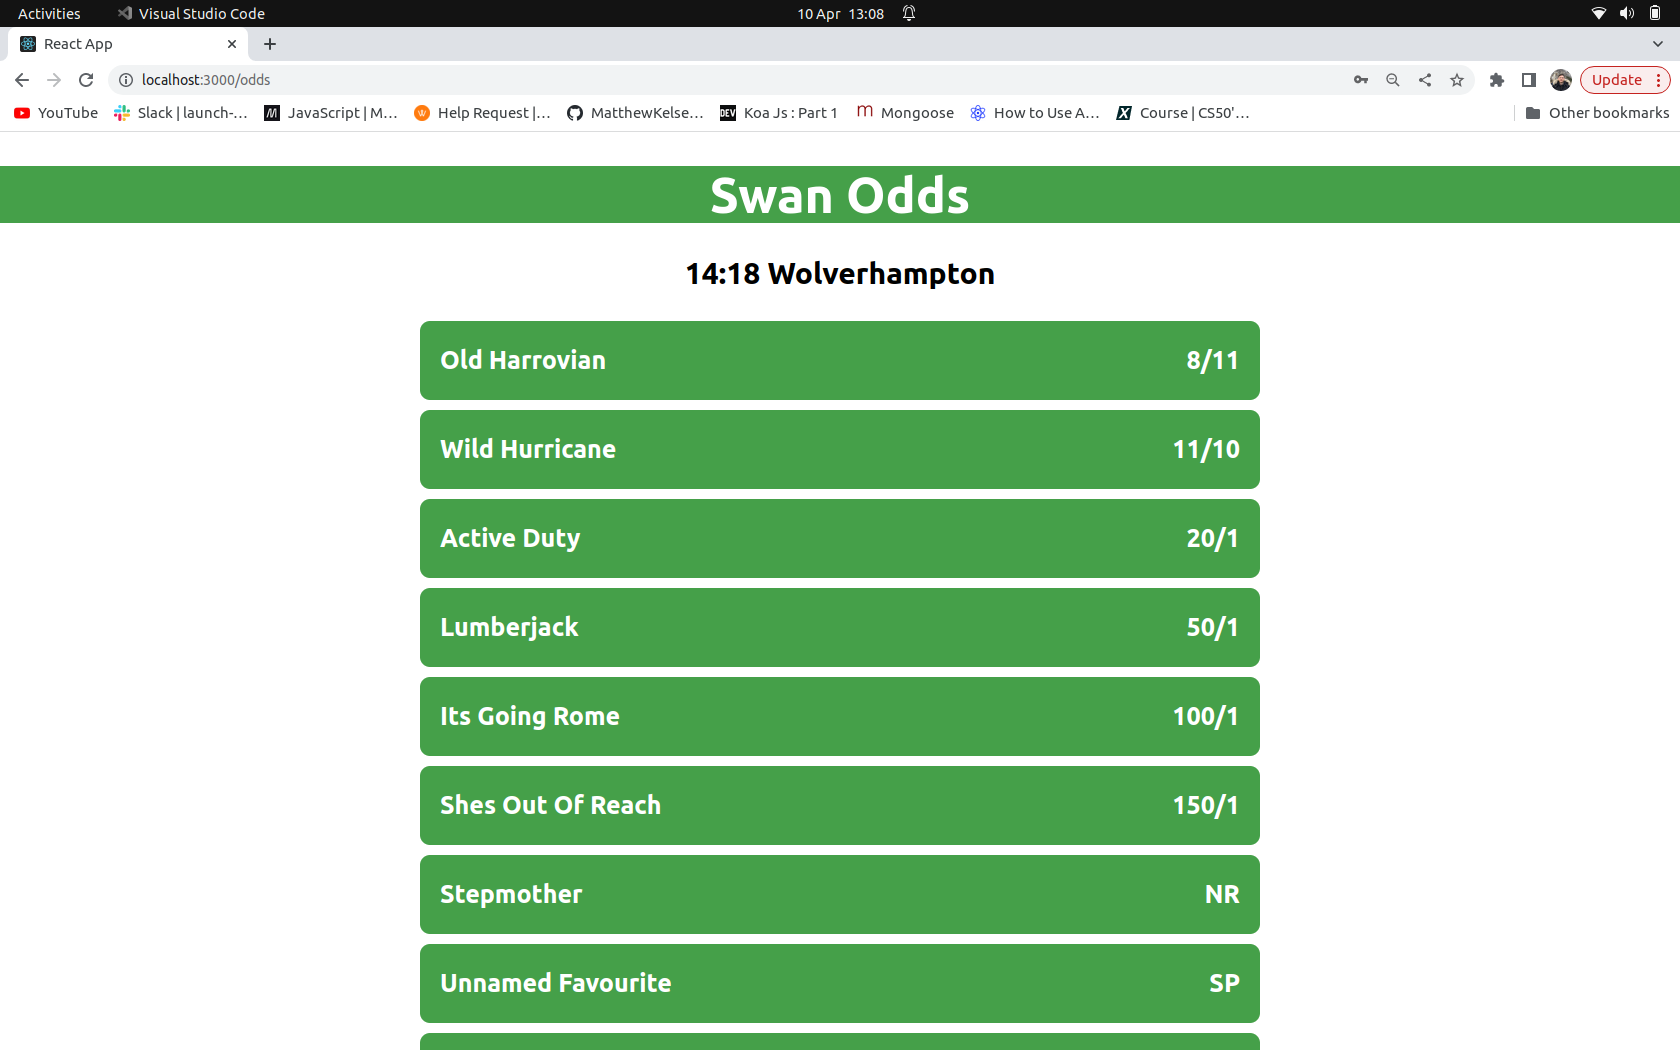 Activities Visual Studio Code 10 Apr 13:08
React App
localhost:3000/odds Update
YouTube Slack | launch-... JavaScript | M... Help Request |... MatthewKelse... DEV Koa Js : Part 1 m Mongoose How to Use A... Course | CS50'... Other bookmarks
Swan Odds
14:18 Wolverhampton
Old Harrovian 8/11
Wild Hurricane 11/10
Active Duty 20/1
Lumberjack 50/1
Its Going Rome 100/1
Shes Out Of Reach 150/1
Stepmother NR
Unnamed Favourite SP